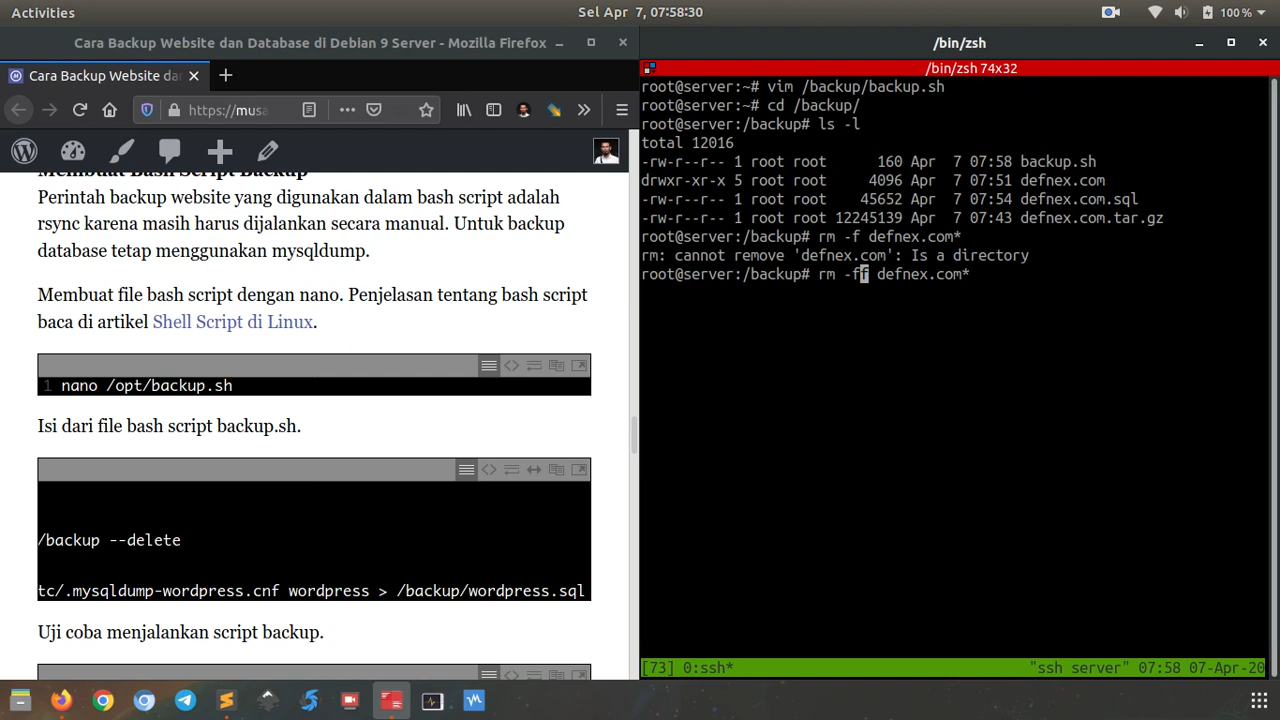 Activities
Sel Apr 7, 07:58:30
100 %
Cara Backup Website dan Database di Debian 9 Server - Mozilla Firefox
Cara Backup Website da
https://musa
Membuat Bash Script Backup
Perintah backup website yang digunakan dalam bash script adalah
rsync karena masih harus dijalankan secara manual. Untuk backup
database tetap menggunakan mysqldump.
Membuat file bash script dengan nano. Penjelasan tentang bash script
baca di artikel Shell Script di Linux.
1 nano /opt/backup.sh
Isi dari file bash script backup.sh.
/backup --delete
tc/.mysqldump-wordpress.cnf wordpress > /backup/wordpress.sql
Uji coba menjalankan script backup.
/bin/zsh
/bin/zsh 74x32
root@server:~# vim /backup/backup.sh
root@server:~# cd /backup/
root@server:/backup# ls -l
total 12016
-rw-r--r-- 1 root root      160 Apr  7 07:58 backup.sh
drwxr-xr-x 5 root root     4096 Apr  7 07:51 defnex.com
-rw-r--r-- 1 root root    45652 Apr  7 07:54 defnex.com.sql
-rw-r--r-- 1 root root 12245139 Apr  7 07:43 defnex.com.tar.gz
root@server:/backup# rm -f defnex.com*
rm: cannot remove 'defnex.com': Is a directory
root@server:/backup# rm -ff defnex.com*
[73] 0:ssh*
"ssh server" 07:58 07-Apr-20